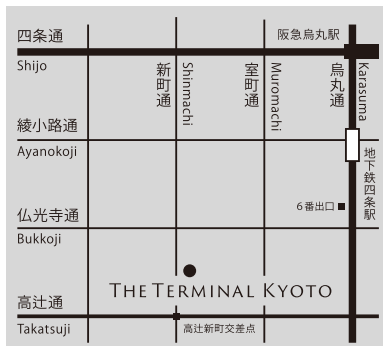 四条通
阪急烏丸駅
Shijo
新町通
Shinmachi
室町通
Muromachi
烏丸通
Karasuma
綾小路通
Ayanokoji
地下鉄四条駅
6番出口
仏光寺通
Bukkoji
THE TERMINAL KYOTO
高辻通
Takatsuji
高辻新町交差点